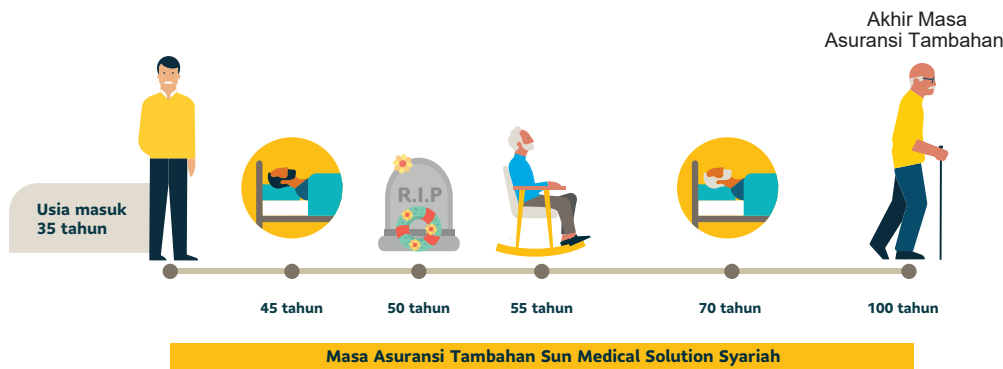 Akhir Masa
Asuransi Tambahan
R.I.P
Usia masuk
35 tahun
45 tahun
50 tahun
55 tahun
70 tahun
100 tahun
Masa Asuransi Tambahan Sun Medical Solution Syariah